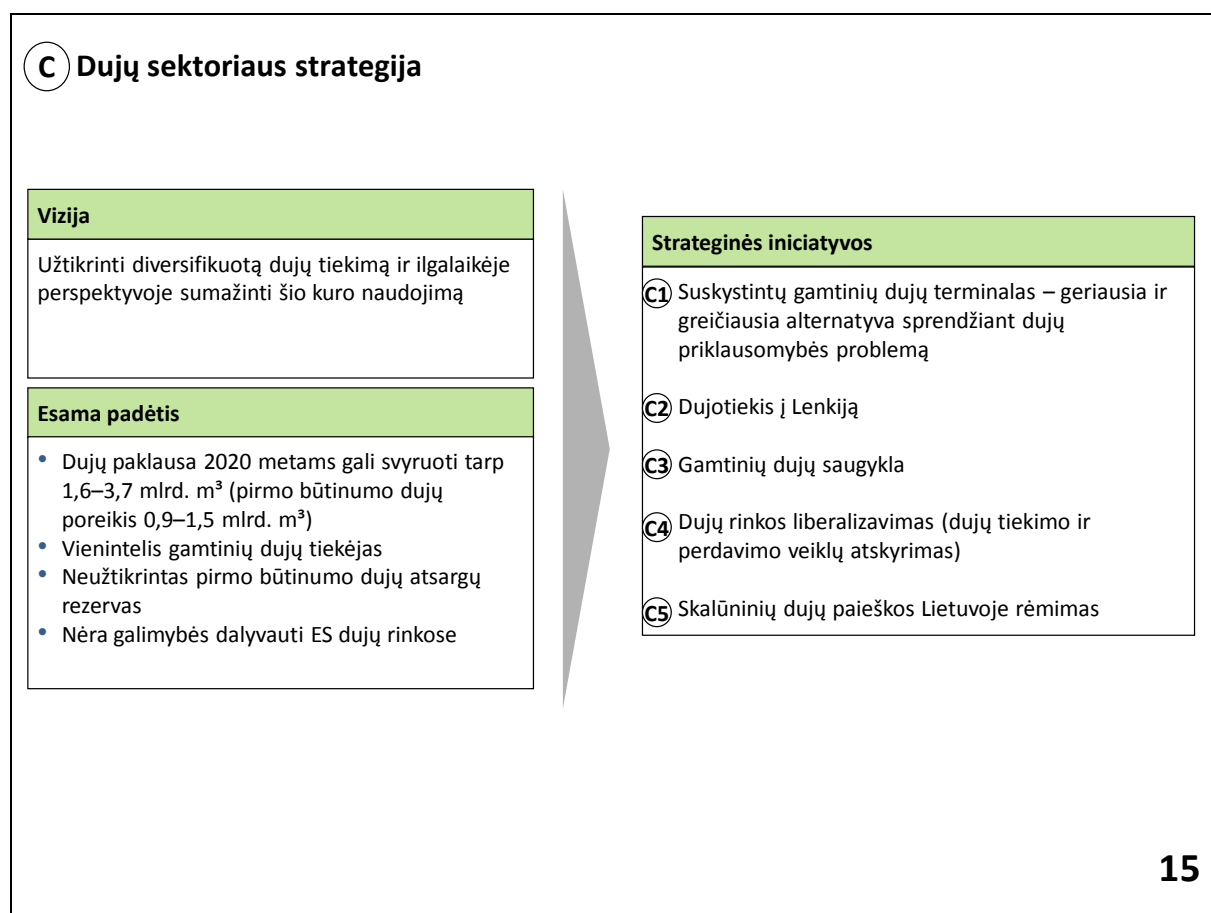 C Dujų sektoriaus strategija
Vizija
Užtikrinti diversifikuotą dujų tiekimą ir ilgalaikėje
perspektyvoje sumažinti šio kuro naudojimą
Esama padėtis
• Dujų paklausa 2020 metams gali svyruoti tarp
1,6–3,7 mlrd. m³ (pirmo būtinumo dujų
poreikis 0,9–1,5 mlrd. m³)
• Vienintelis gamtinių dujų tiekėjas
• Neužtikrintas pirmo būtinumo dujų atsargų
rezervas
• Nėra galimybės dalyvauti ES dujų rinkose
Strateginės iniciatyvos
C1 Suskystintų gamtinių dujų terminalas – geriausia ir
greičiausia alternatyva sprendžiant dujų
priklausomybės problemą
C2 Dujotiekis į Lenkiją
C3 Gamtinių dujų saugykla
C4 Dujų rinkos liberalizavimas (dujų tiekimo ir
perdavimo veiklų atskyrimas)
C5 Skalūninių dujų paieškos Lietuvoje rėmimas
15